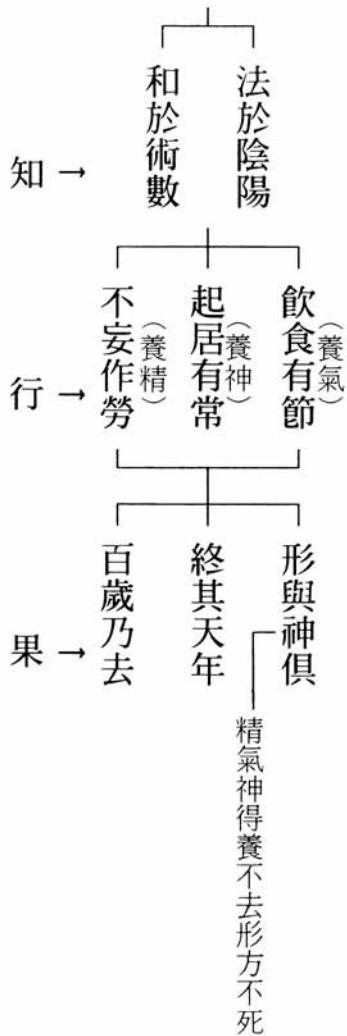 法於陰陽
和於術數
知→
飲食有節
（養氣）
起居有常
（養神）
不妄作勞
（養精）
行→
形與神俱
精氣神得養不去形方不死
終其天年
百歲乃去
果→